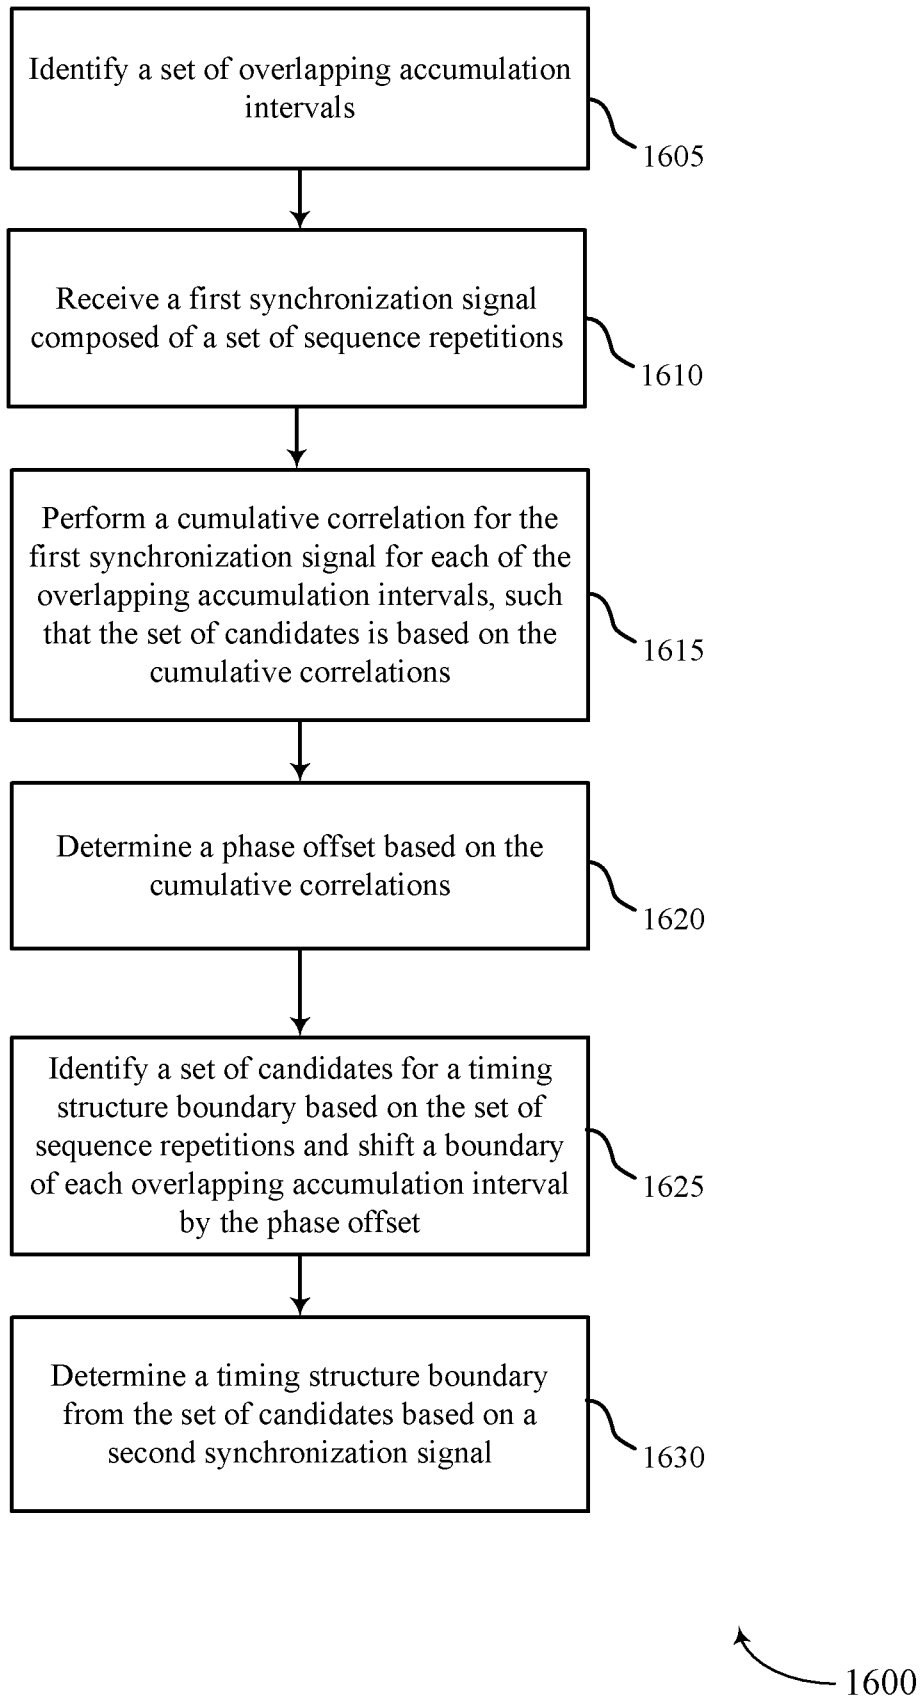 Identify a set of overlapping accumulation
intervals
1605
Receive a first synchronization signal
composed of a set of sequence repetitions
1610
Perform a cumulative correlation for the
first synchronization signal for each of the
overlapping accumulation intervals, such
that the set of candidates is based on the
cumulative correlations
1615
Determine a phase offset based on the
cumulative correlations
1620
Identify a set of candidates for a timing
structure boundary based on the set of
sequence repetitions and shift a boundary
of each overlapping accumulation interval
by the phase offset
1625
Determine a timing structure boundary
from the set of candidates based on a
second synchronization signal
1630
1600